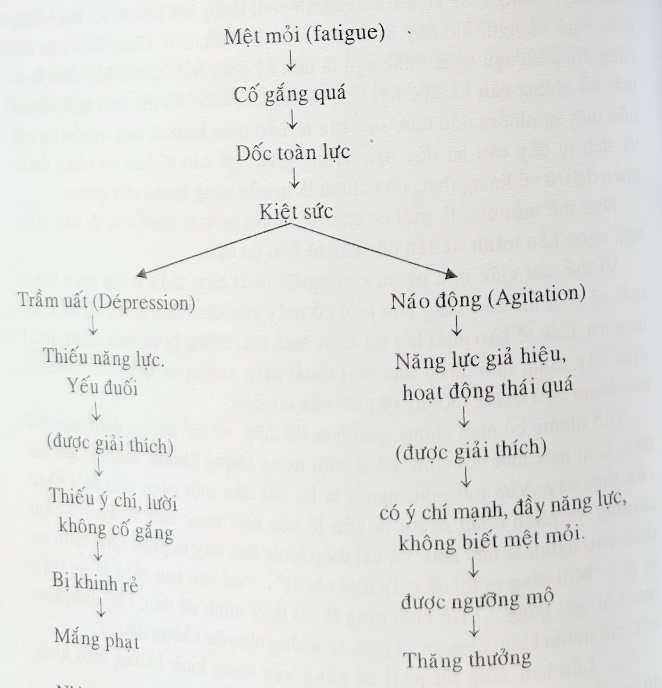 Mệt mỏi (fatigue)
↓
Cố gắng quá
↓
Dốc toàn lực
↓
Kiệt sức
Trầm uất (Dépression)
↓
Thiếu năng lực.
Yếu đuối
↓
(được giải thích)
↓
Thiếu ý chí, lười
không cố gắng
↓
Bị khinh rẻ
↓
Mắng phạt
Náo động (Agitation)
↓
Năng lực giả hiệu,
hoạt động thái quá
↓
(được giải thích)
↓
có ý chí mạnh, đầy năng lực,
không biết mệt mỏi.
↓
được ngưỡng mộ
↓
Thăng thưởng